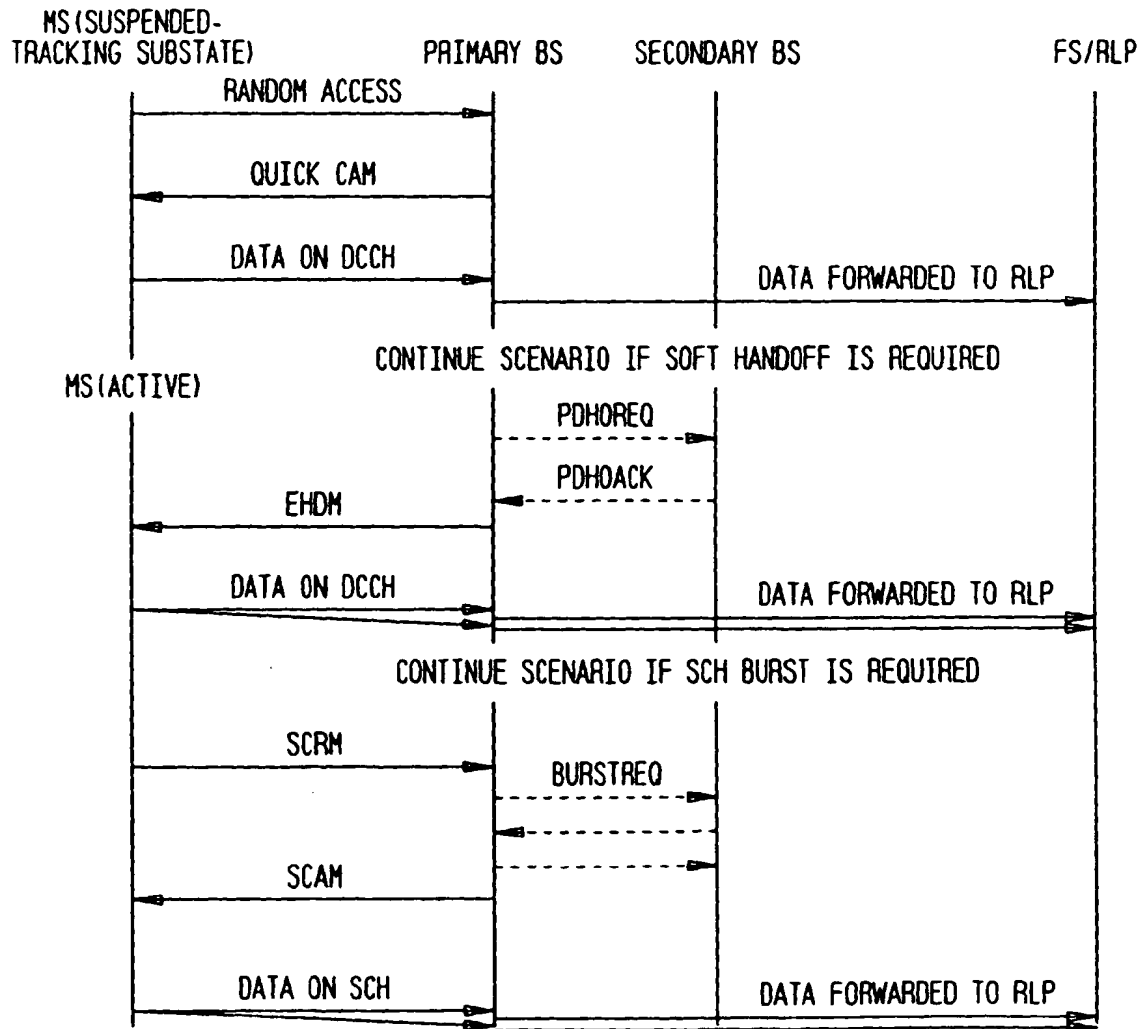 MS(SUSPENDED-
TRACKING SUBSTATE)
PRIMARY BS
SECONDARY BS
FS/RLP
RANDOM ACCESS
QUICK CAM
DATA ON DCCH
DATA FORWARDED TO RLP
CONTINUE SCENARIO IF SOFT HANDOFF IS REQUIRED
MS(ACTIVE)
PDHOREQ
PDHOACK
EHDM
DATA ON DCCH
DATA FORWARDED TO RLP
CONTINUE SCENARIO IF SCH BURST IS REQUIRED
SCRM
BURSTREQ
SCAM
DATA ON SCH
DATA FORWARDED TO RLP